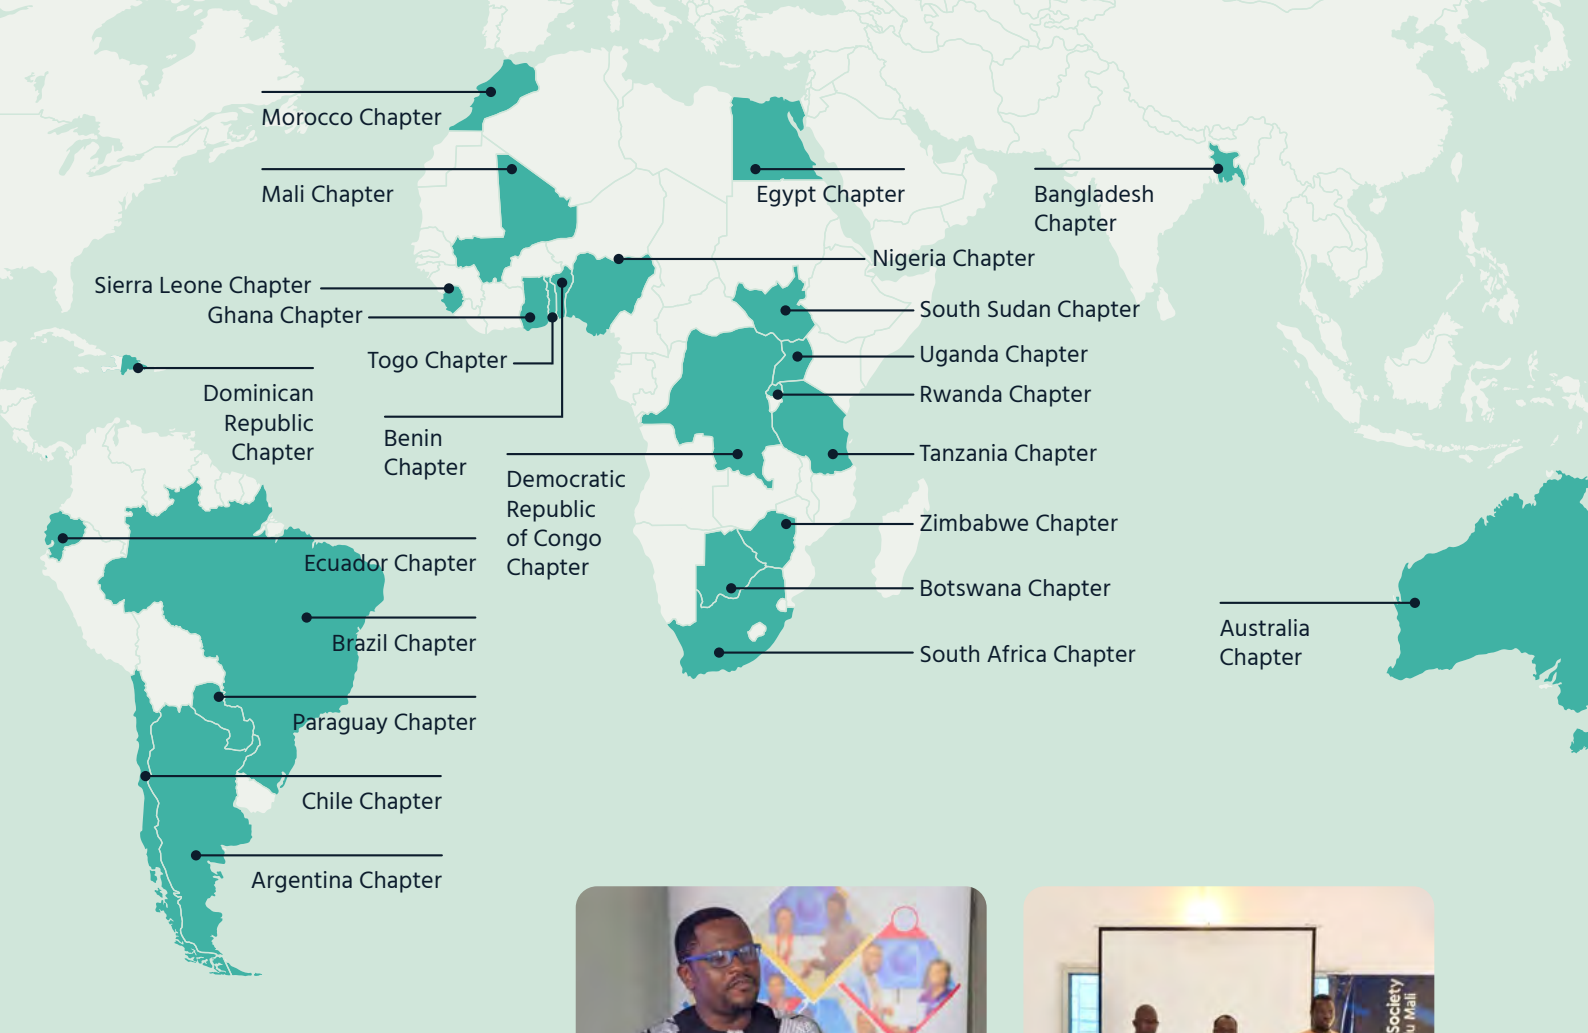 Morocco Chapter
Mali Chapter
Egypt Chapter
Bangladesh
Chapter
Nigeria Chapter
Sierra Leone Chapter
Ghana Chapter
South Sudan Chapter
Togo Chapter
Uganda Chapter
Dominican
Republic
Chapter
Rwanda Chapter
Benin
Chapter
Democratic
Republic
of Congo
Chapter
Tanzania Chapter
Zimbabwe Chapter
Ecuador Chapter
Botswana Chapter
Brazil Chapter
Australia
Chapter
South Africa Chapter
Paraguay Chapter
Chile Chapter
Argentina Chapter
Society
u Mali